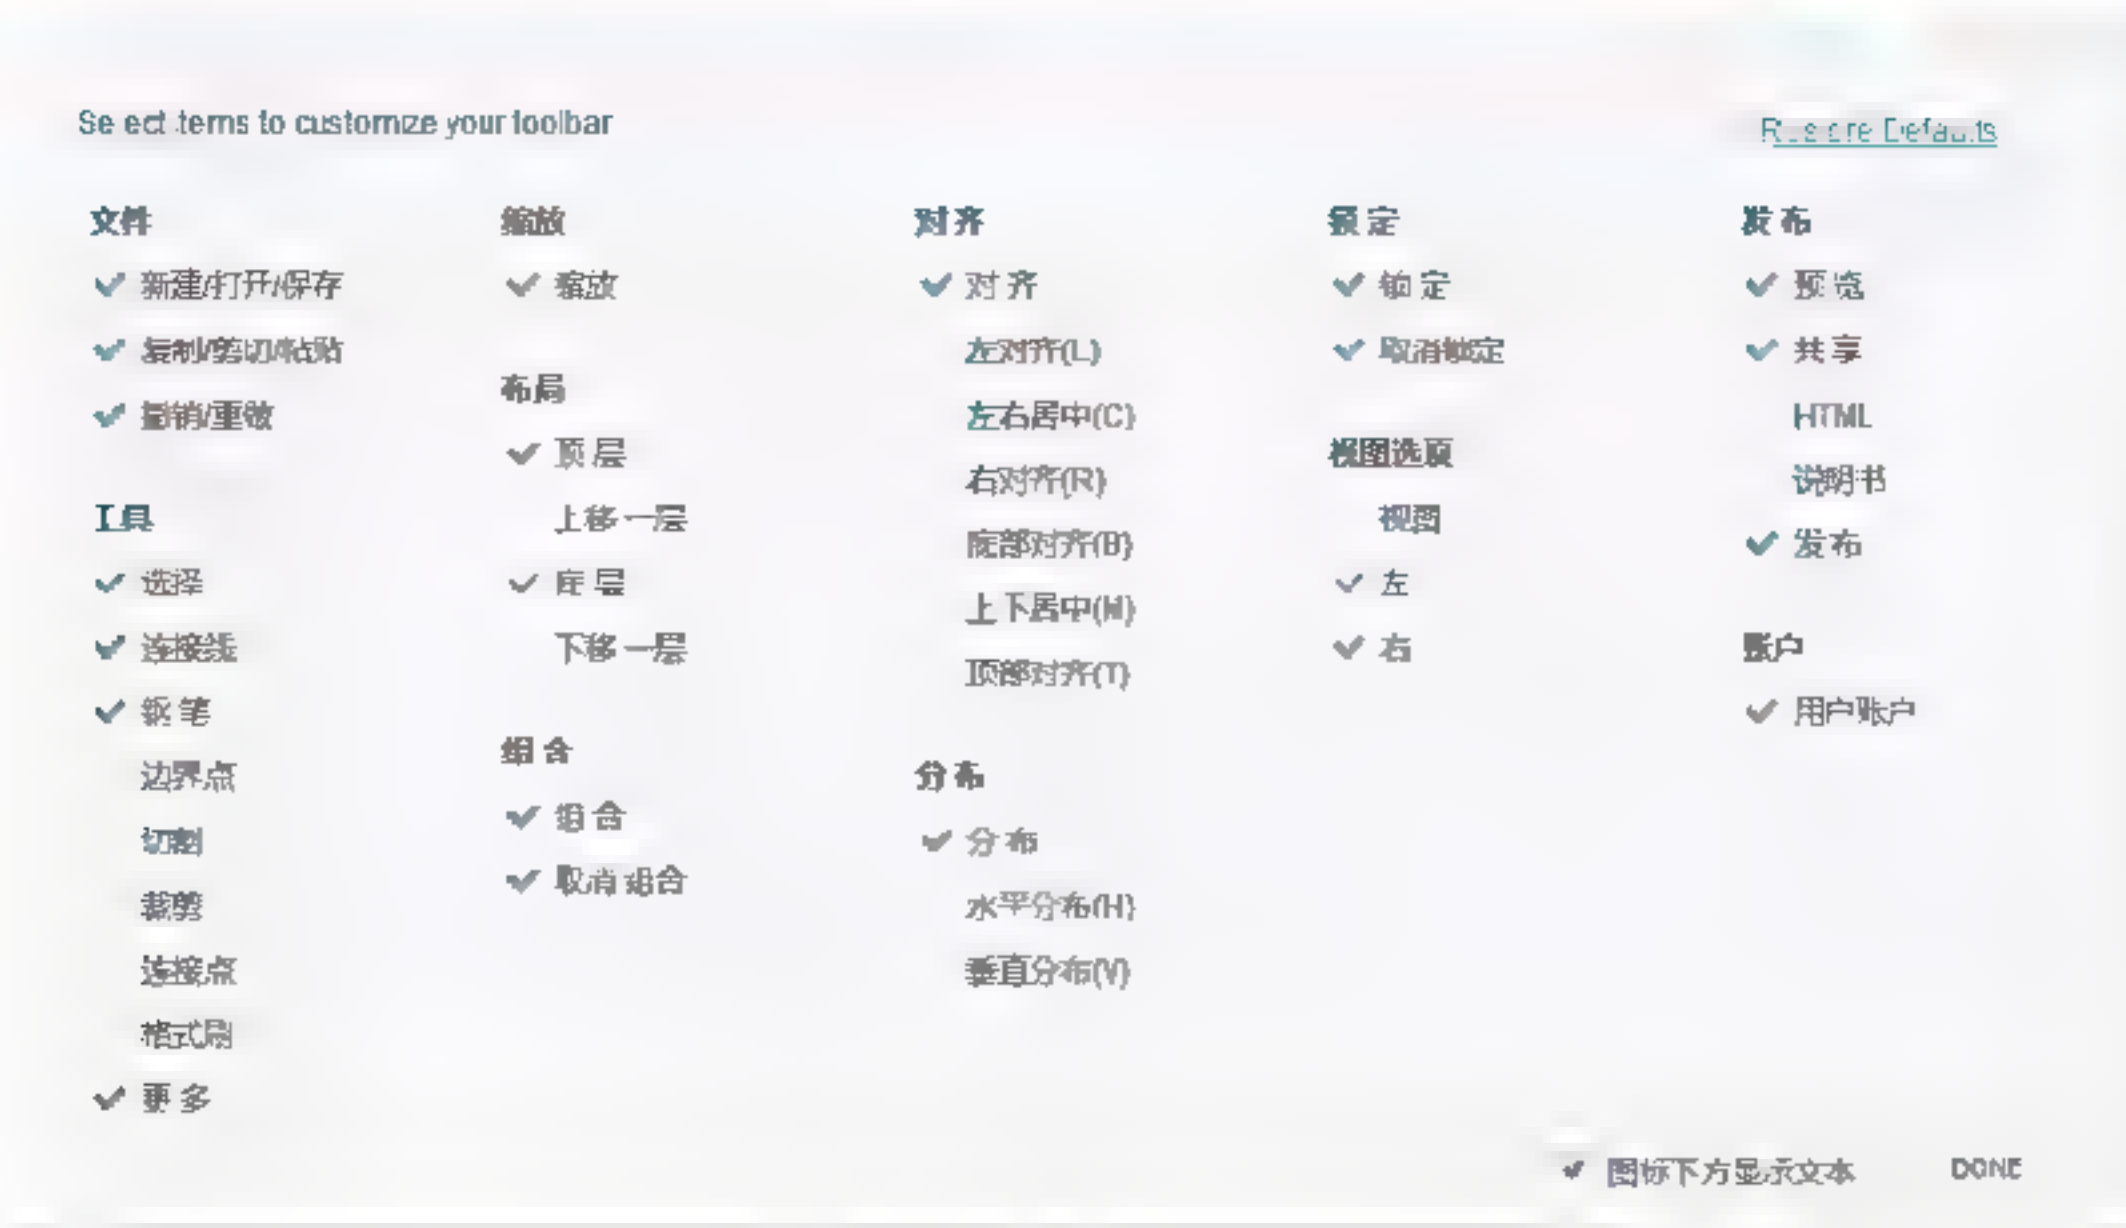 Select items to customize your toolbar
Restore Defaults
文件
新建/打开/保存
复制/剪切/粘贴
撤销/重做
工具
选择
连接线
钢笔
边界点
切割
裁剪
连接点
格式刷
更多
缩放
缩放
布局
顶层
上移一层
底层
下移一层
组合
组合
取消组合
对齐
对齐
左对齐(L)
左右居中(C)
右对齐(R)
底部对齐(B)
上下居中(M)
顶部对齐(T)
分布
分布
水平分布(H)
垂直分布(V)
锁定
锁定
取消锁定
视图选项
视图
左
右
发布
预览
共享
HTML
说明书
发布
账户
用户账户
图标下方显示文本
DONE